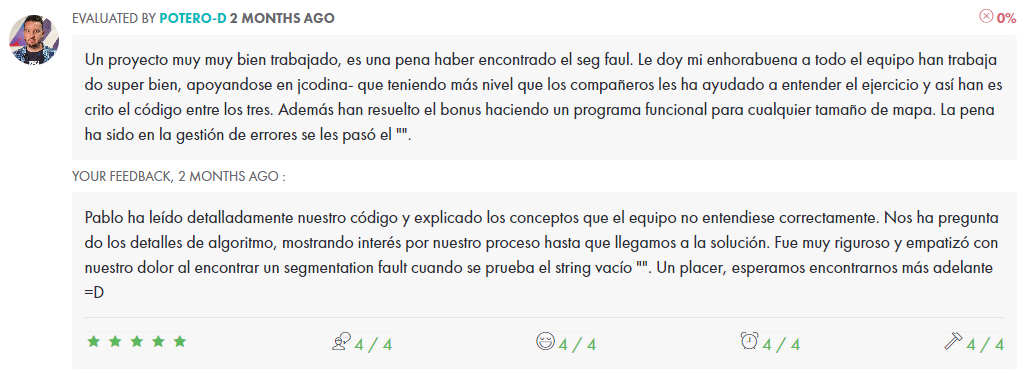 EVALUATED BY POTERO-D 2 MONTHS AGO
0%
Un proyecto muy muy bien trabajado, es una pena haber encontrado el seg faul. Le doy mi enhorabuena a todo el equipo han trabaja
do super bien, apoyandose en jcodina- que teniendo más nivel que los compañeros les ha ayudado a entender el ejercicio y así han es
crito el código entre los tres. Además han resuelto el bonus haciendo un programa funcional para cualquier tamaño de mapa. La pena
ha sido en la gestión de errores se les pasó el "".
YOUR FEEDBACK, 2 MONTHS AGO :
Pablo ha leído detalladamente nuestro código y explicado los conceptos que el equipo no entendiese correctamente. Nos ha pregunta
do los detalles de algoritmo, mostrando interés por nuestro proceso hasta que llegamos a la solución. Fue muy riguroso y empatizó con
nuestro dolor al encontrar un segmentation fault cuando se prueba el string vacío "". Un placer, esperamos encontrarnos más adelante
=D
4 / 4
4 / 4
4 / 4
4 / 4